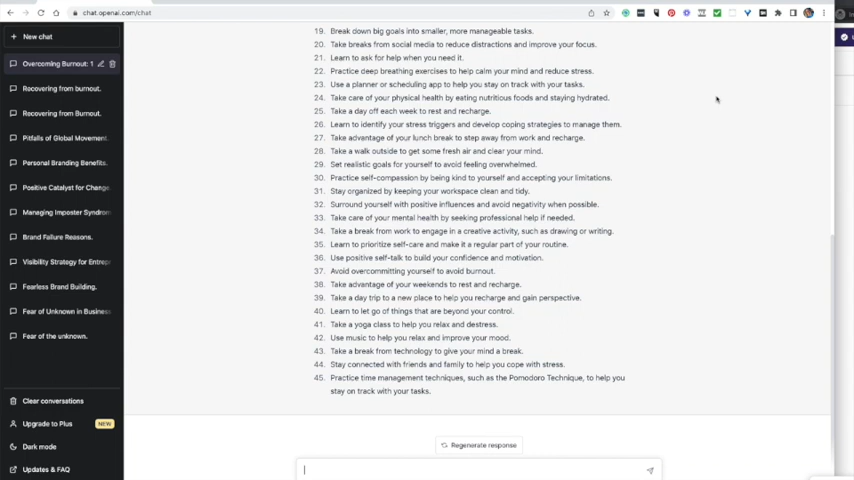 chat.openai.com/chat
New chat
Overcoming Burnout: 1
Recovering from burnout.
Recovering from Burnout.
Pitfalls of Global Movement.
Personal Branding Benefits.
Positive Catalyst for Change
Managing Imposter Syndrom
Brand Failure Reasons.
Visibility Strategy for Entrep
Fearless Brand Building.
Fear of Unknown in Business
Fear of the unknown.
Clear conversations
Upgrade to Plus NEW
Dark mode
Updates & FAQ
19. Break down big goals into smaller, more manageable tasks.
20. Take breaks from social media to reduce distractions and improve your focus.
21. Learn to ask for help when you need it.
22. Practice deep breathing exercises to help calm your mind and reduce stress.
23. Use a planner or scheduling app to help you stay on track with your tasks.
24. Take care of your physical health by eating nutritious foods and staying hydrated.
25. Take a day off each week to rest and recharge.
26. Learn to identify your stress triggers and develop coping strategies to manage them.
27. Take advantage of your lunch break to step away from work and recharge.
28. Take a walk outside to get some fresh air and clear your mind.
29. Set realistic goals for yourself to avoid feeling overwhelmed.
30. Practice self-compassion by being kind to yourself and accepting your limitations.
31. Stay organized by keeping your workspace clean and tidy.
32. Surround yourself with positive influences and avoid negativity when possible.
33. Take care of your mental health by seeking professional help if needed.
34. Take a break from work to engage in a creative activity, such as drawing or writing.
35. Learn to prioritize self-care and make it a regular part of your routine.
36. Use positive self-talk to build your confidence and motivation.
37. Avoid overcommitting yourself to avoid burnout.
38. Take advantage of your weekends to rest and recharge.
39. Take a day trip to a new place to help you recharge and gain perspective.
40. Learn to let go of things that are beyond your control.
41. Take a yoga class to help you relax and destress.
42. Use music to help you relax and improve your mood.
43. Take a break from technology to give your mind a break.
44. Stay connected with friends and family to help you cope with stress.
45. Practice time management techniques, such as the Pomodoro Technique, to help you
stay on track with your tasks.
Regenerate response